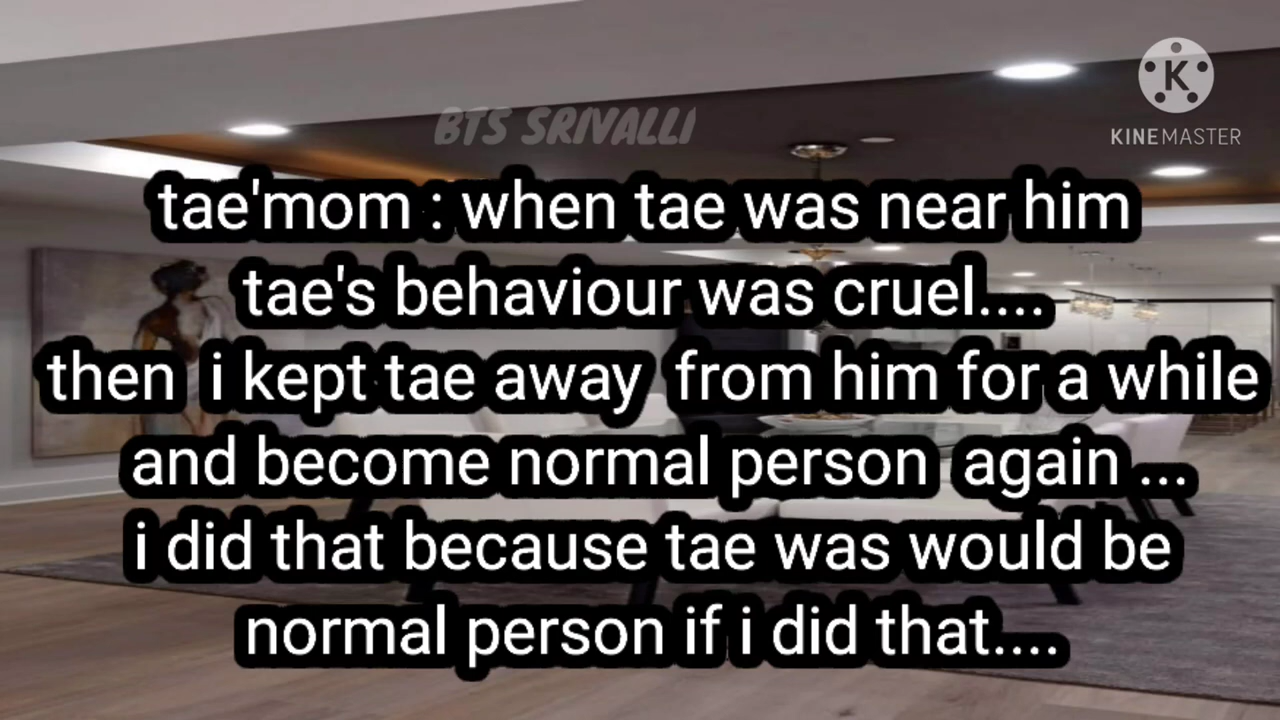 K
KINEMASTER
BTS SRIVALLI
tae'mom : when tae was near him
tae's behaviour was cruel....
then i kept tae away from him for a while
and become normal person again ...
i did that because tae was would be
normal person if i did that....